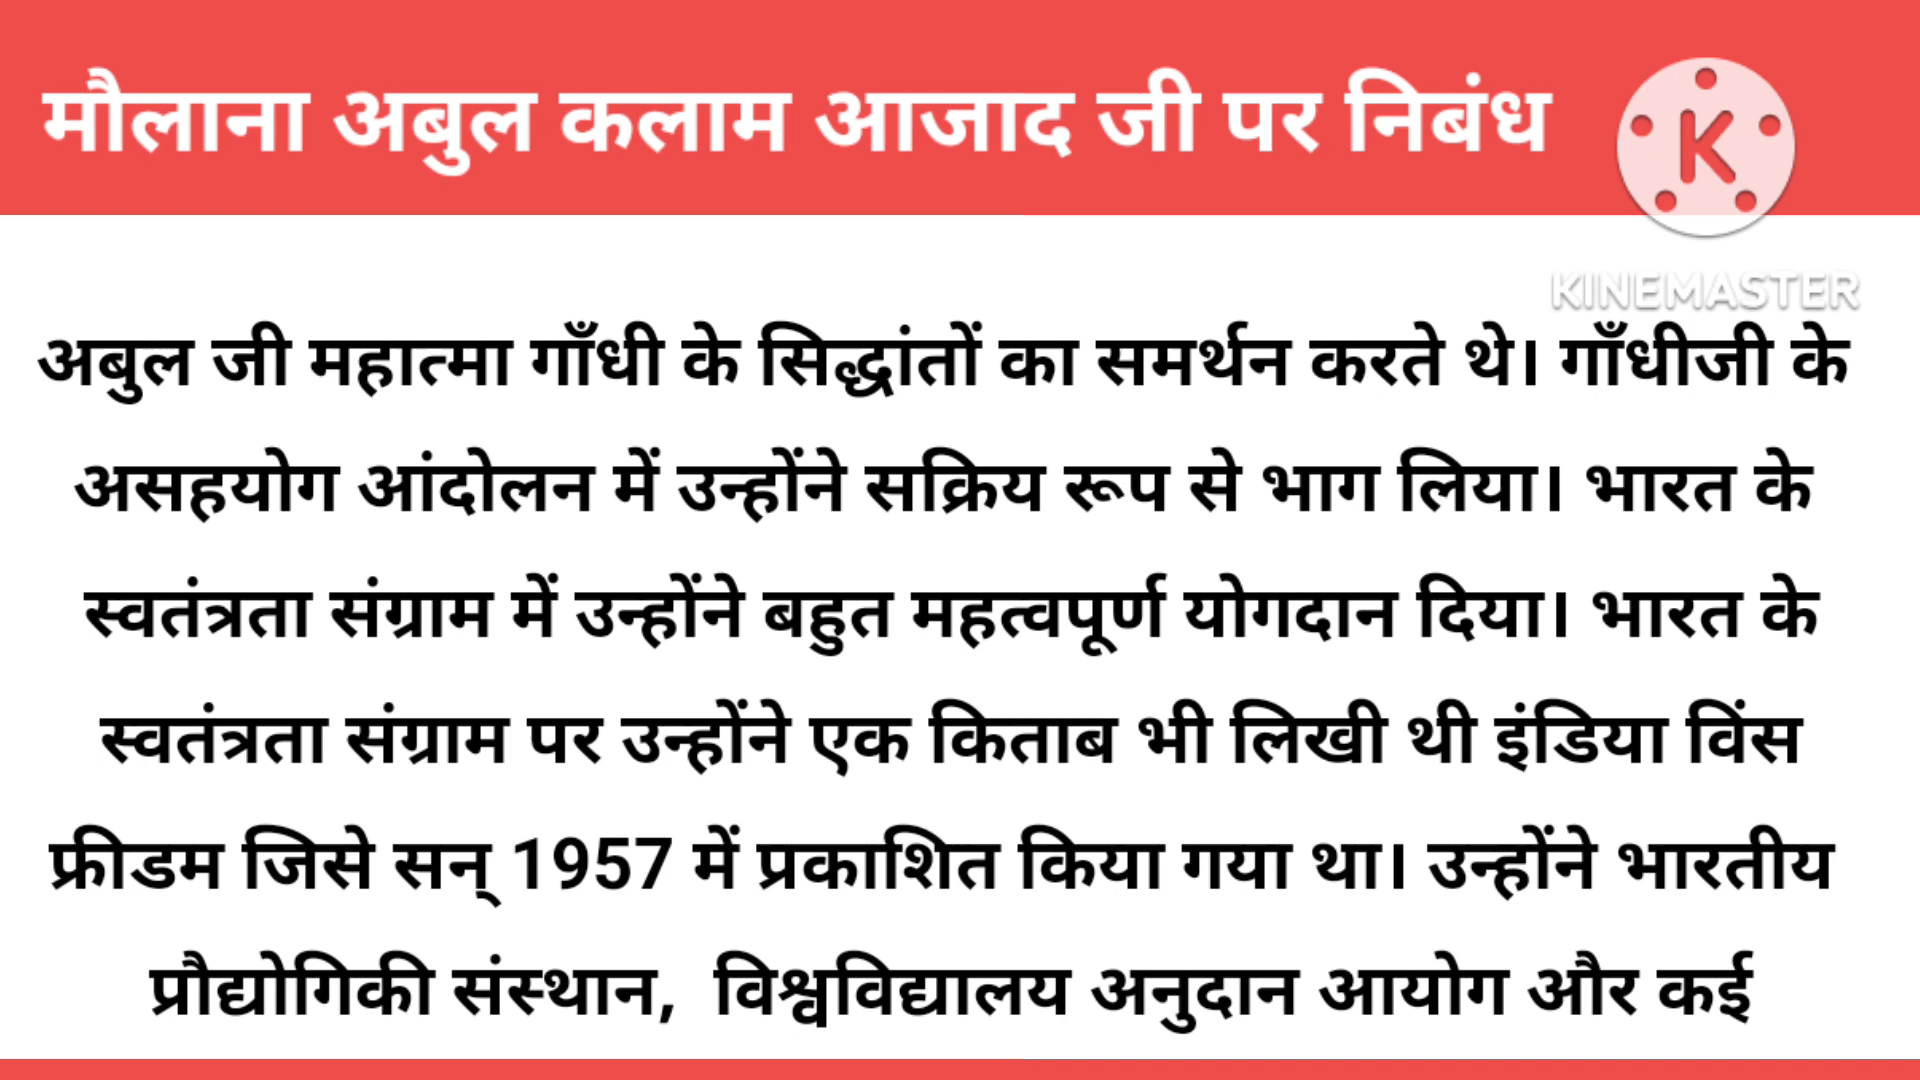 मौलाना अबुल कलाम आजाद जी पर निबंध
K
KINEMASTER
अबुल जी महात्मा गाँधी के सिद्धांतों का समर्थन करते थे। गाँधीजी के
असहयोग आंदोलन में उन्होंने सक्रिय रूप से भाग लिया। भारत के
स्वतंत्रता संग्राम में उन्होंने बहुत महत्वपूर्ण योगदान दिया। भारत के
स्वतंत्रता संग्राम पर उन्होंने एक किताब भी लिखी थी इंडिया विंस
फ्रीडम जिसे सन् 1957 में प्रकाशित किया गया था। उन्होंने भारतीय
प्रौद्योगिकी संस्थान, विश्वविद्यालय अनुदान आयोग और कई